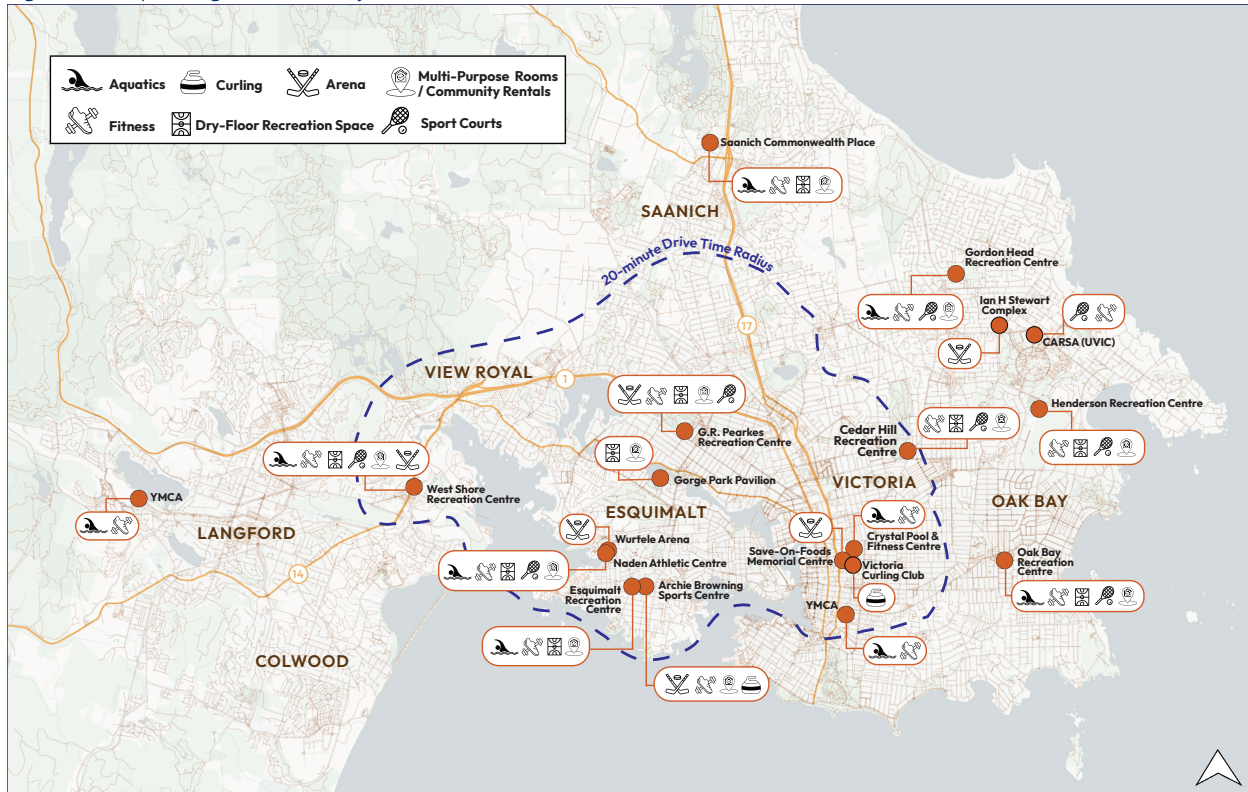 Aquatics
Curling
Arena
Multi-Purpose Rooms
/ Community Rentals
Fitness
Dry-Floor Recreation Space
Sport Courts
Saanich Commonwealth Place
SAANICH
20-minute Drive Time Radius
Gordon Head
Recreation Centre
Ian H Stewart
Complex
CARSA (UVIC)
17
VIEW ROYAL
1
Henderson Recreation Centre
G.R. Pearkes
Recreation Centre
Cedar Hill
Recreation
Centre
Gorge Park Pavilion
VICTORIA
West Shore
Recreation Centre
YMCA
OAK BAY
ESQUIMALT
LANGFORD
Wurtele Arena
Naden Athletic Centre
Crystal Pool &
Fitness Centre
Save-On-Foods
Memorial Centre
Victoria
Curling Club
Oak Bay
Recreation
Centre
14
Esquimalt
Recreation
Centre
Archie Browning
Sports Centre
YMCA
COLWOOD